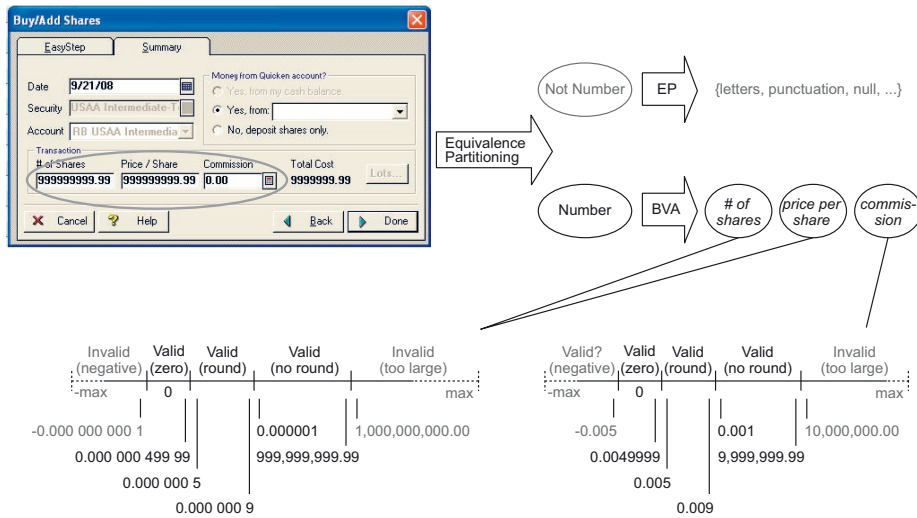 Buy/Add Shares
EasyStep
Summary
Date 9/21/08
Security USAA Intermediate-T
Account RB USAA Intermedia
Money from Quicken account?
Yes, from my cash balance.
Yes, from:
No, deposit shares only.
Transaction
# of Shares Price / Share Commission Total Cost
999999999.99 999999999.99 0.00 9999999.99 Lots...
Cancel Help Back Done
Equivalence
Partitioning
Not Number
EP
{letters, punctuation, null, ...}
Number
BVA
# of
shares
price per
share
commis-
sion
Invalid
(negative)
Valid
(zero)
Valid
(round)
Valid
(no round)
Invalid
(too large)
-max 0 max
-0.000 000 000 1 0.000001 1,000,000,000.00
0.000 000 499 99 999,999,999.99
0.000 000 5
0.000 000 9
Valid?
(negative)
Valid
(zero)
Valid
(round)
Valid
(no round)
Invalid
(too large)
-max 0 max
-0.005 0.001 10,000,000.00
0.0049999 9,999,999.99
0.005
0.009